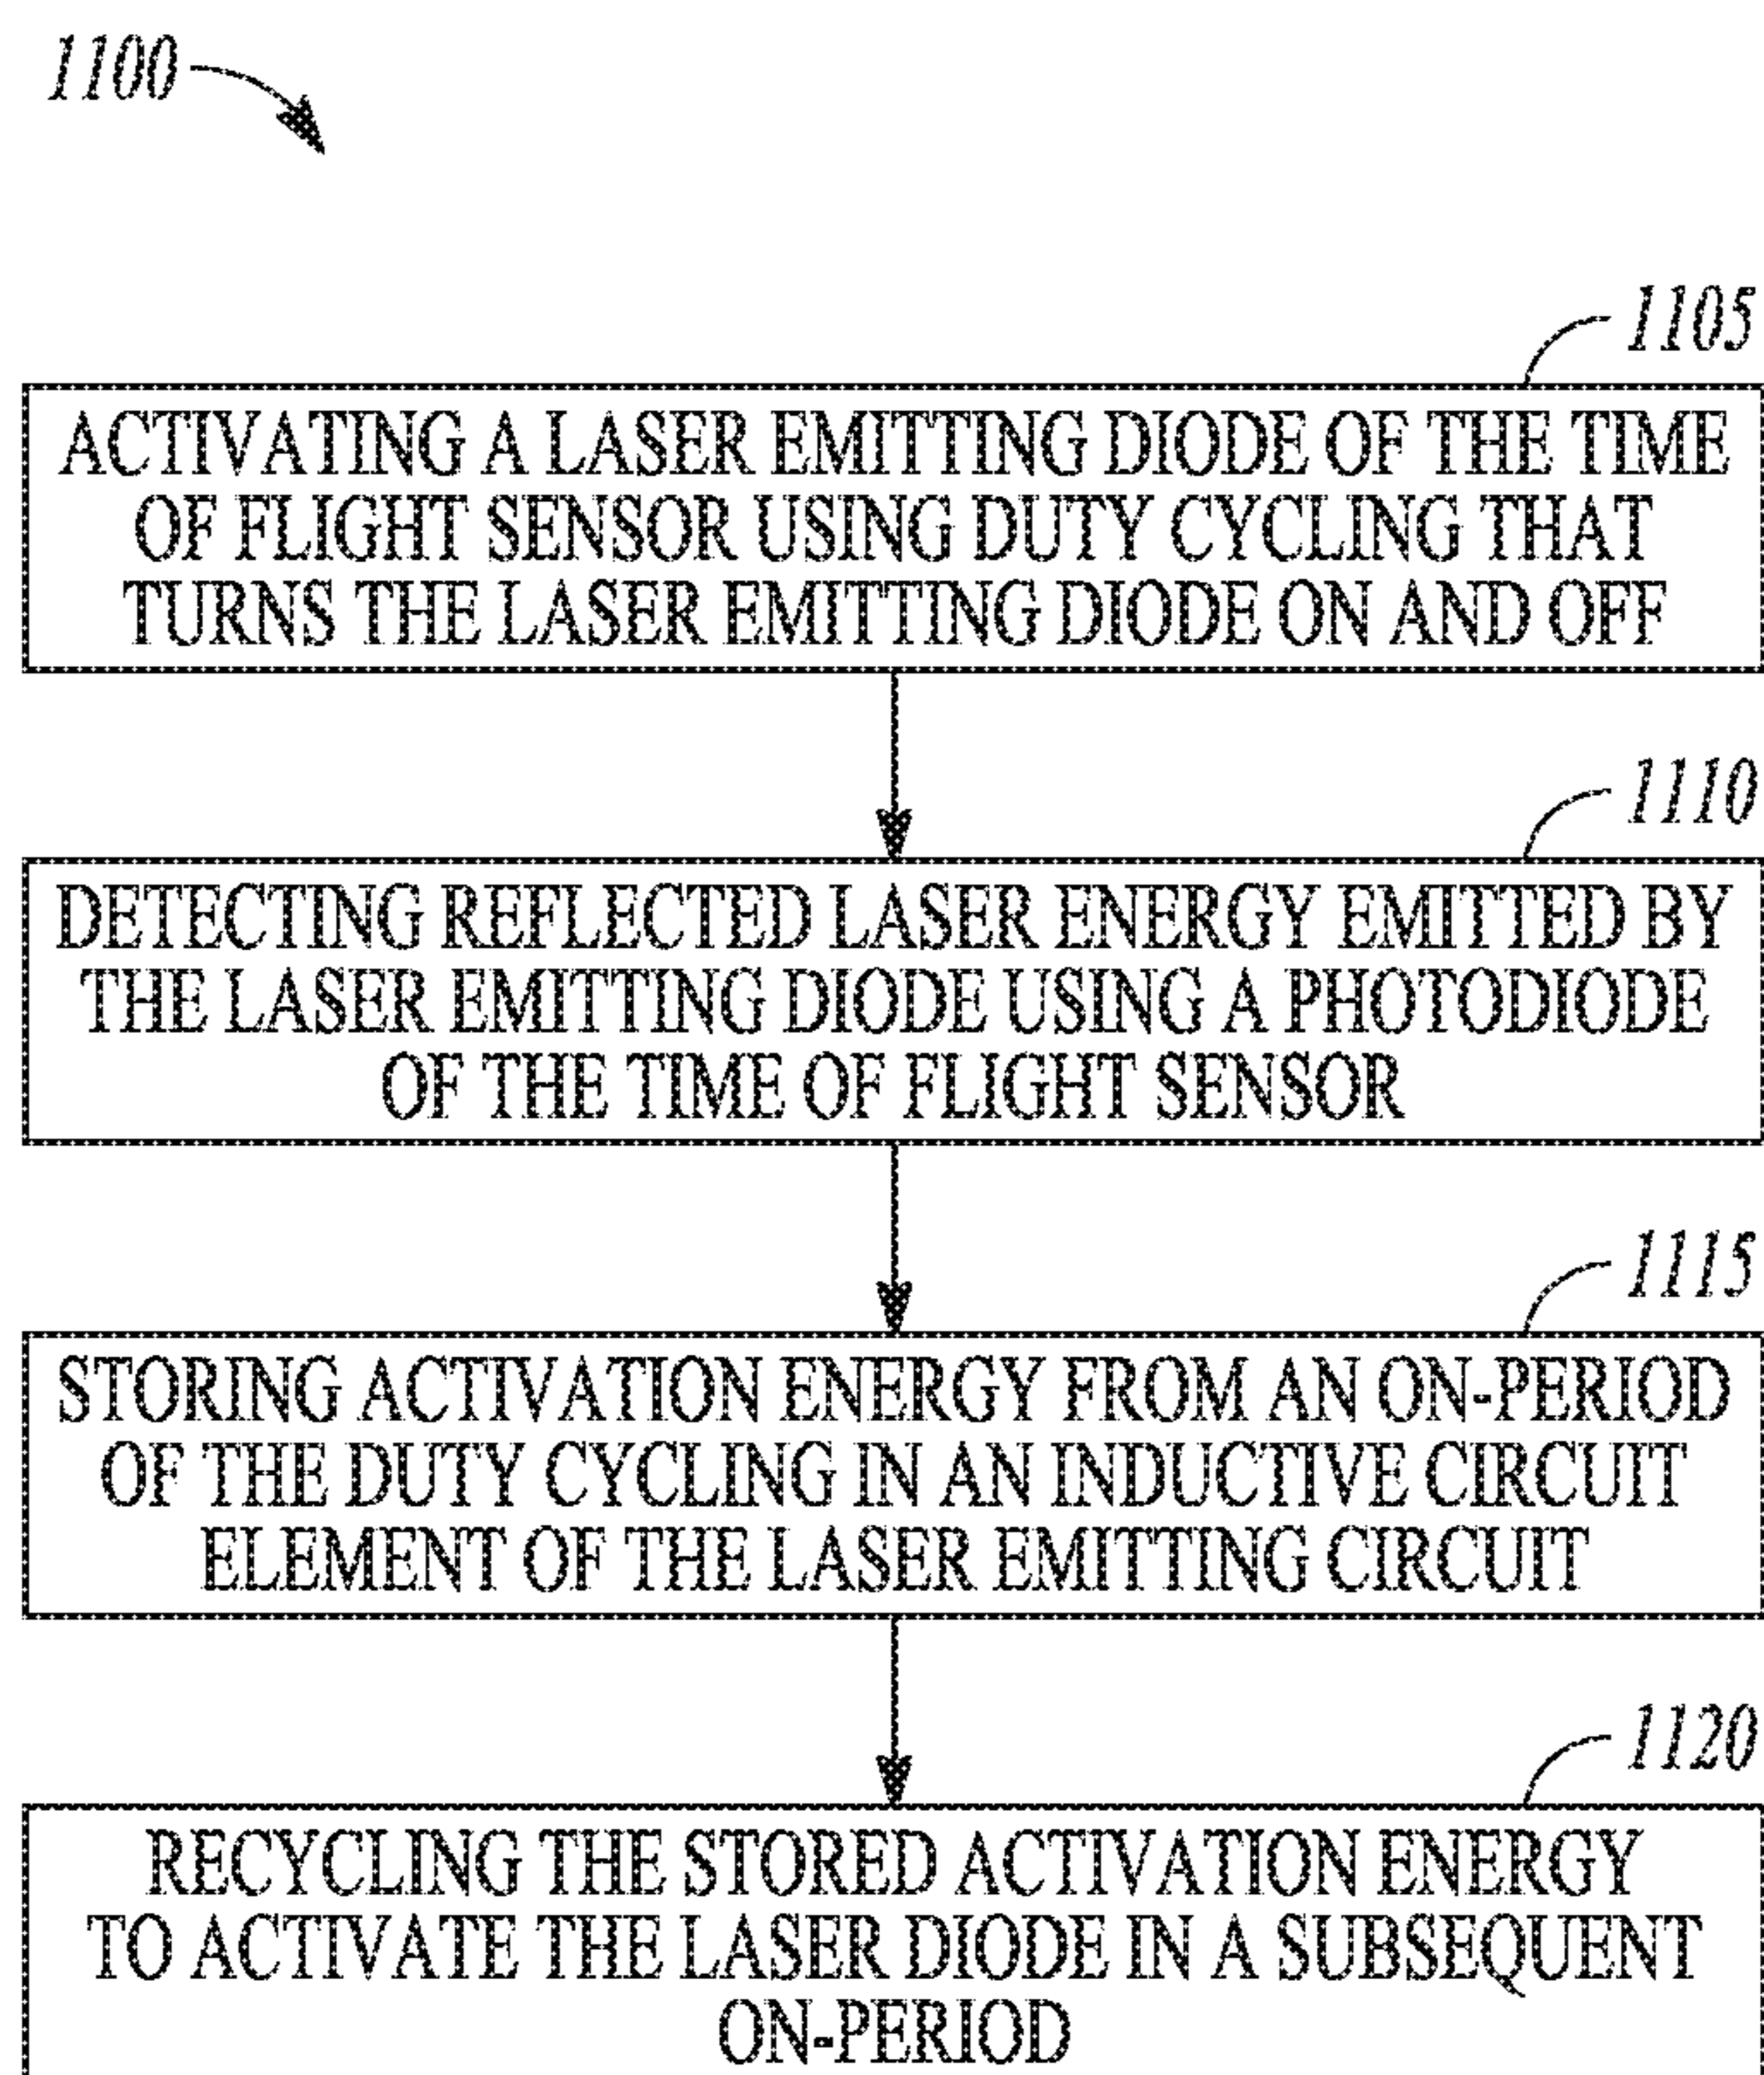 1100
1105
ACTIVATING A LASER EMITTING DIODE OF THE TIME
OF FLIGHT SENSOR USING DUTY CYCLING THAT
TURNS THE LASER EMITTING DIODE ON AND OFF
1110
DETECTING REFLECTED LASER ENERGY EMITTED BY
THE LASER EMITTING DIODE USING A PHOTODIODE
OF THE TIME OF FLIGHT SENSOR
1115
STORING ACTIVATION ENERGY FROM AN ON-PERIOD
OF THE DUTY CYCLING IN AN INDUCTIVE CIRCUIT
ELEMENT OF THE LASER EMITTING CIRCUIT
1120
RECYCLING THE STORED ACTIVATION ENERGY
TO ACTIVATE THE LASER DIODE IN A SUBSEQUENT
ON-PERIOD